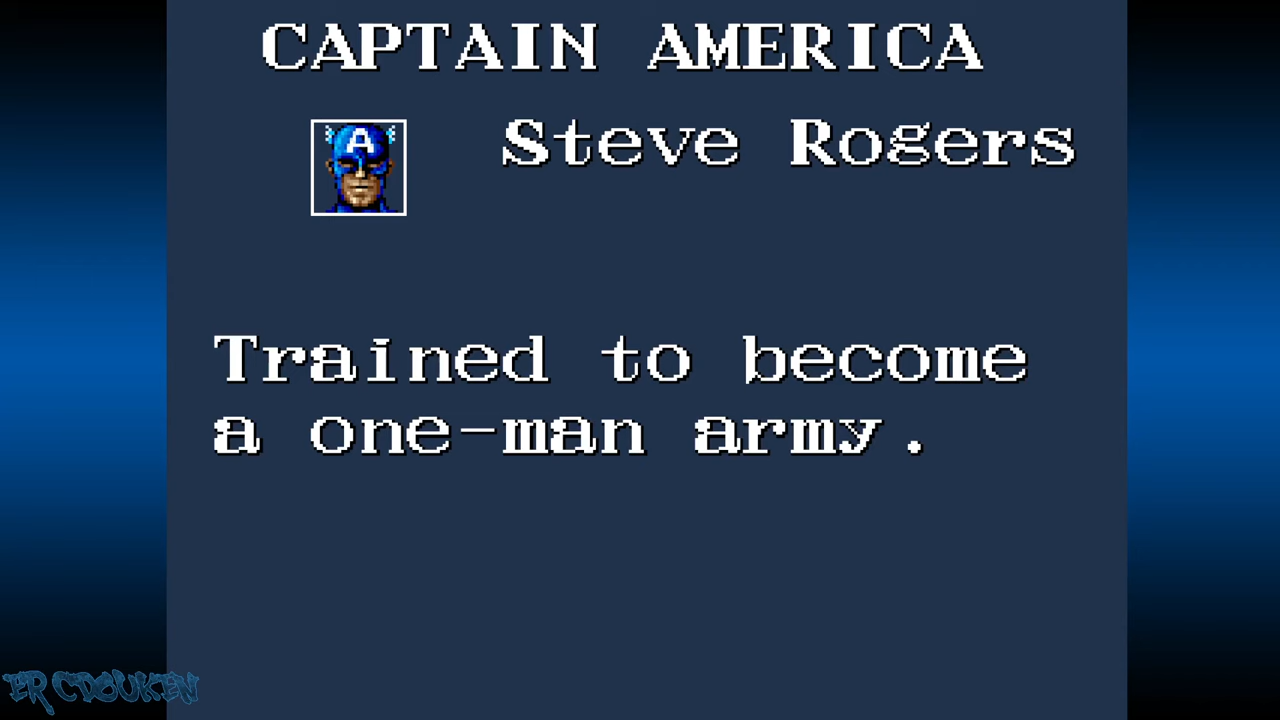 CAPTAIN AMERICA
A
Steve Rogers
Trained to become
a one-man army.